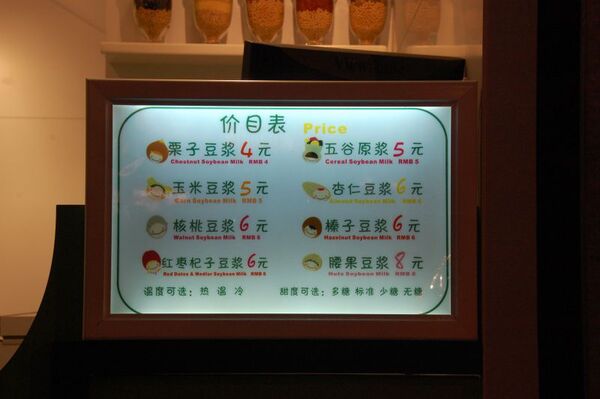 价目表 Price
栗子豆浆 4 元
Chestnut Soybean Milk RMB 4
五谷原浆 5 元
Cereal Soybean Milk RMB 5
玉米豆浆 5 元
Corn Soybean Milk RMB 5
杏仁豆浆 6 元
Almond Soybean Milk RMB 6
核桃豆浆 6 元
Walnut Soybean Milk RMB 6
榛子豆浆 6 元
Hazelnut Soybean Milk RMB 6
红枣杞子豆浆 6 元
Red Dates & Medlar Soybean Milk RMB 6
腰果豆浆 8 元
Nuts Soybean Milk RMB 8
温度可选: 热 温 冷
甜度可选: 多糖 标准 少糖 无糖